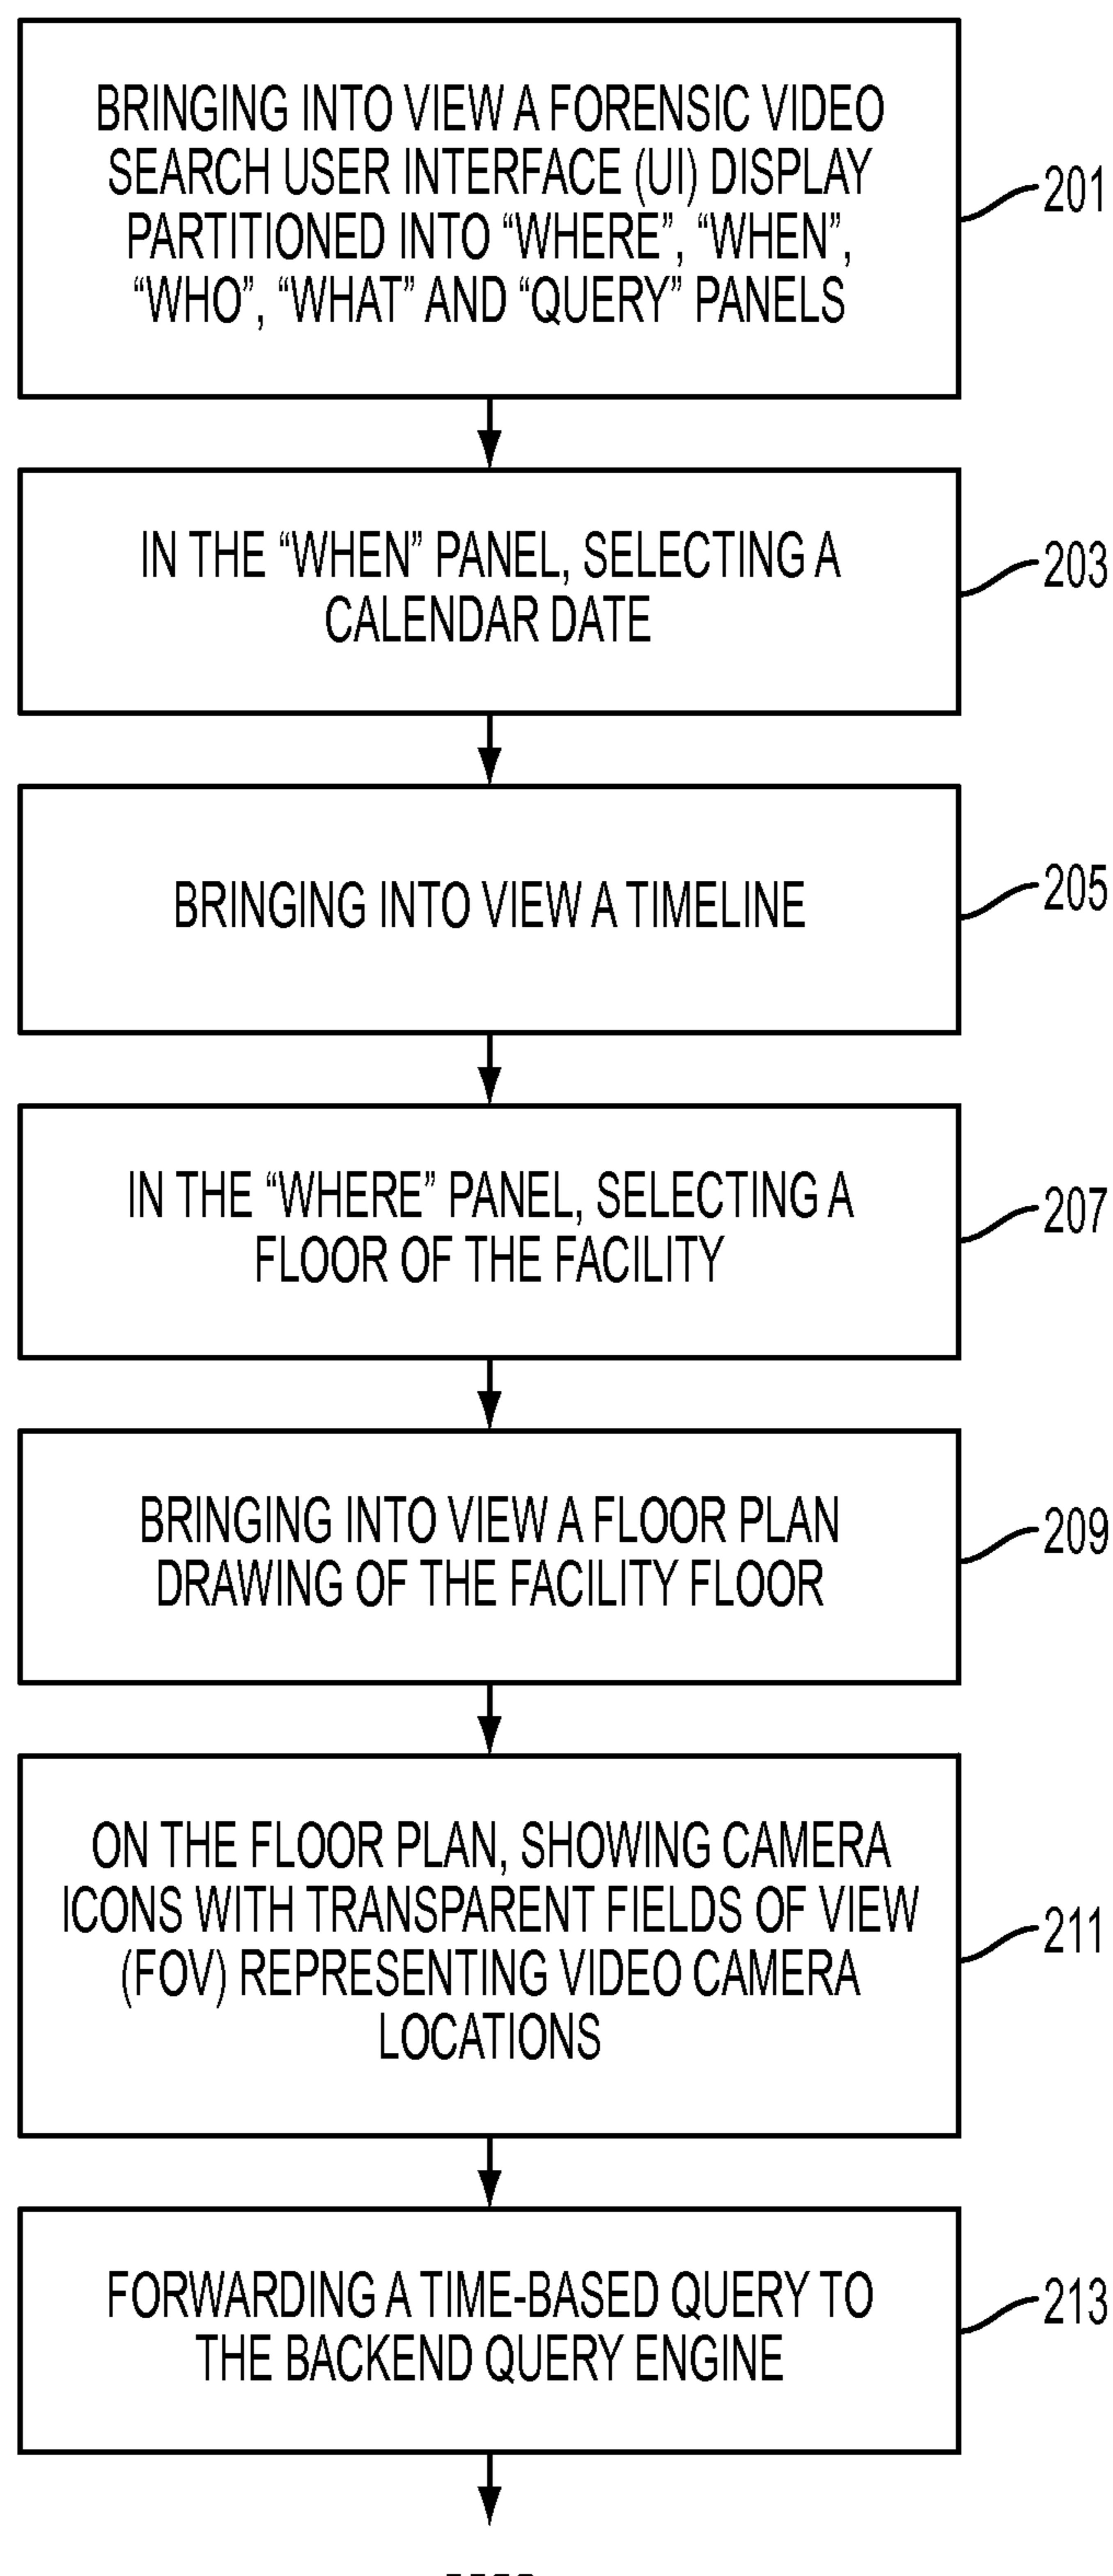 BRINGING INTO VIEW A FORENSIC VIDEO
SEARCH USER INTERFACE (UI) DISPLAY
PARTITIONED INTO “WHERE”, “WHEN”,
“WHO”, “WHAT” AND “QUERY” PANELS
201
IN THE “WHEN” PANEL, SELECTING A
CALENDAR DATE
203
BRINGING INTO VIEW A TIMELINE
205
IN THE “WHERE” PANEL, SELECTING A
FLOOR OF THE FACILITY
207
BRINGING INTO VIEW A FLOOR PLAN
DRAWING OF THE FACILITY FLOOR
209
ON THE FLOOR PLAN, SHOWING CAMERA
ICONS WITH TRANSPARENT FIELDS OF VIEW
(FOV) REPRESENTING VIDEO CAMERA
LOCATIONS
211
FORWARDING A TIME-BASED QUERY TO
THE BACKEND QUERY ENGINE
213